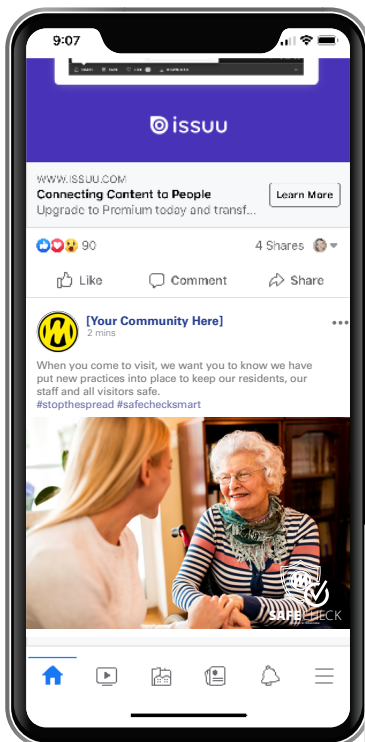 9:07
issuu
WWW.ISSUU.COM
Connecting Content to People
Learn More
Upgrade to Premium today and transf...
90
4 Shares
Like
Comment
Share
[Your Community Here]
2 mins
When you come to visit, we want you to know we have
put new practices into place to keep our residents, our
staff and all visitors safe.
#stopthespread #safechecksmart
SAFECHECK